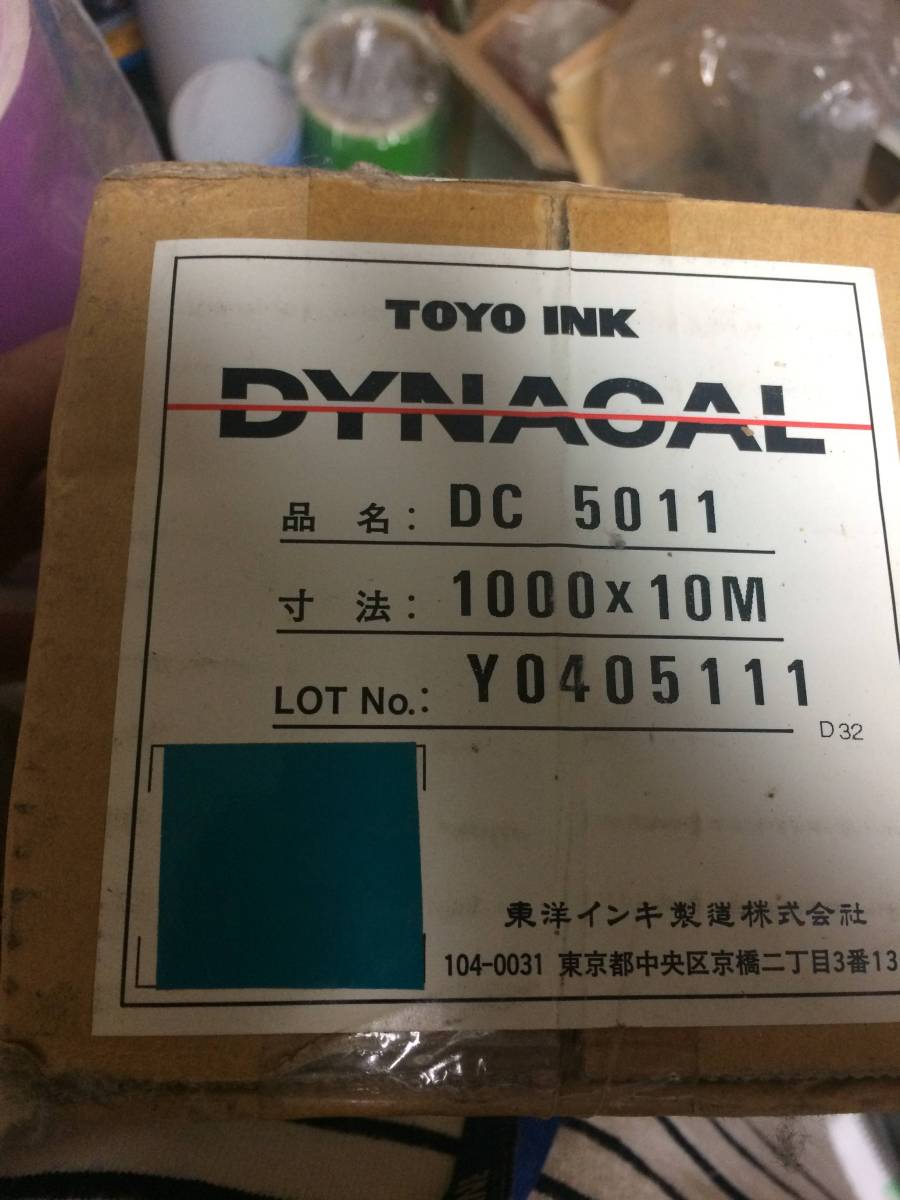 TOYO INK
DYNACAL
品 名: DC 5011
寸 法: 1000x10M
LOT No.: Y0405111
D32
東洋インキ製造株式会社
104-0031 東京都中央区京橋二丁目3番13